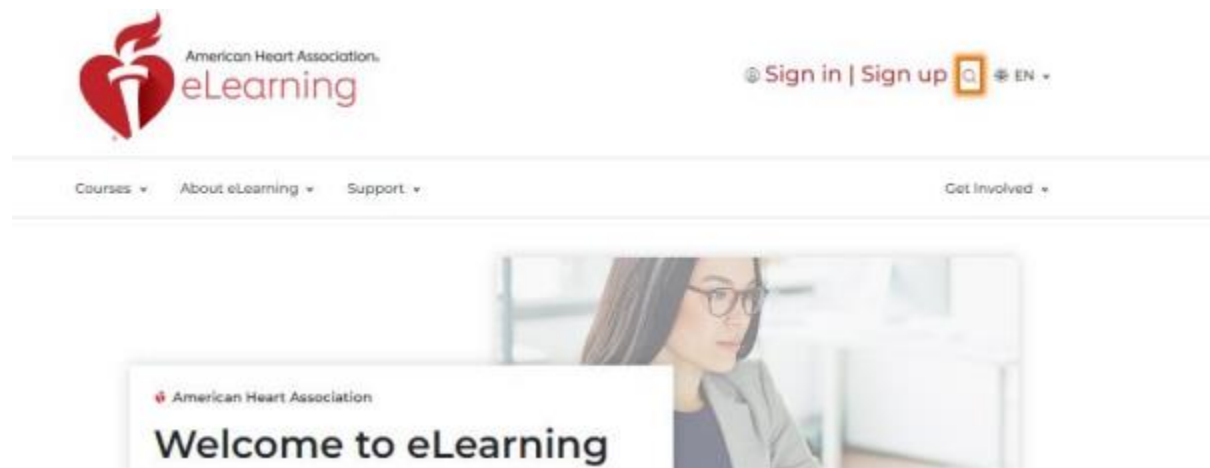 American Heart Association®
eLearning
Sign in | Sign up
EN
Courses
About eLearning
Support
Get Involved
American Heart Association
Welcome to eLearning